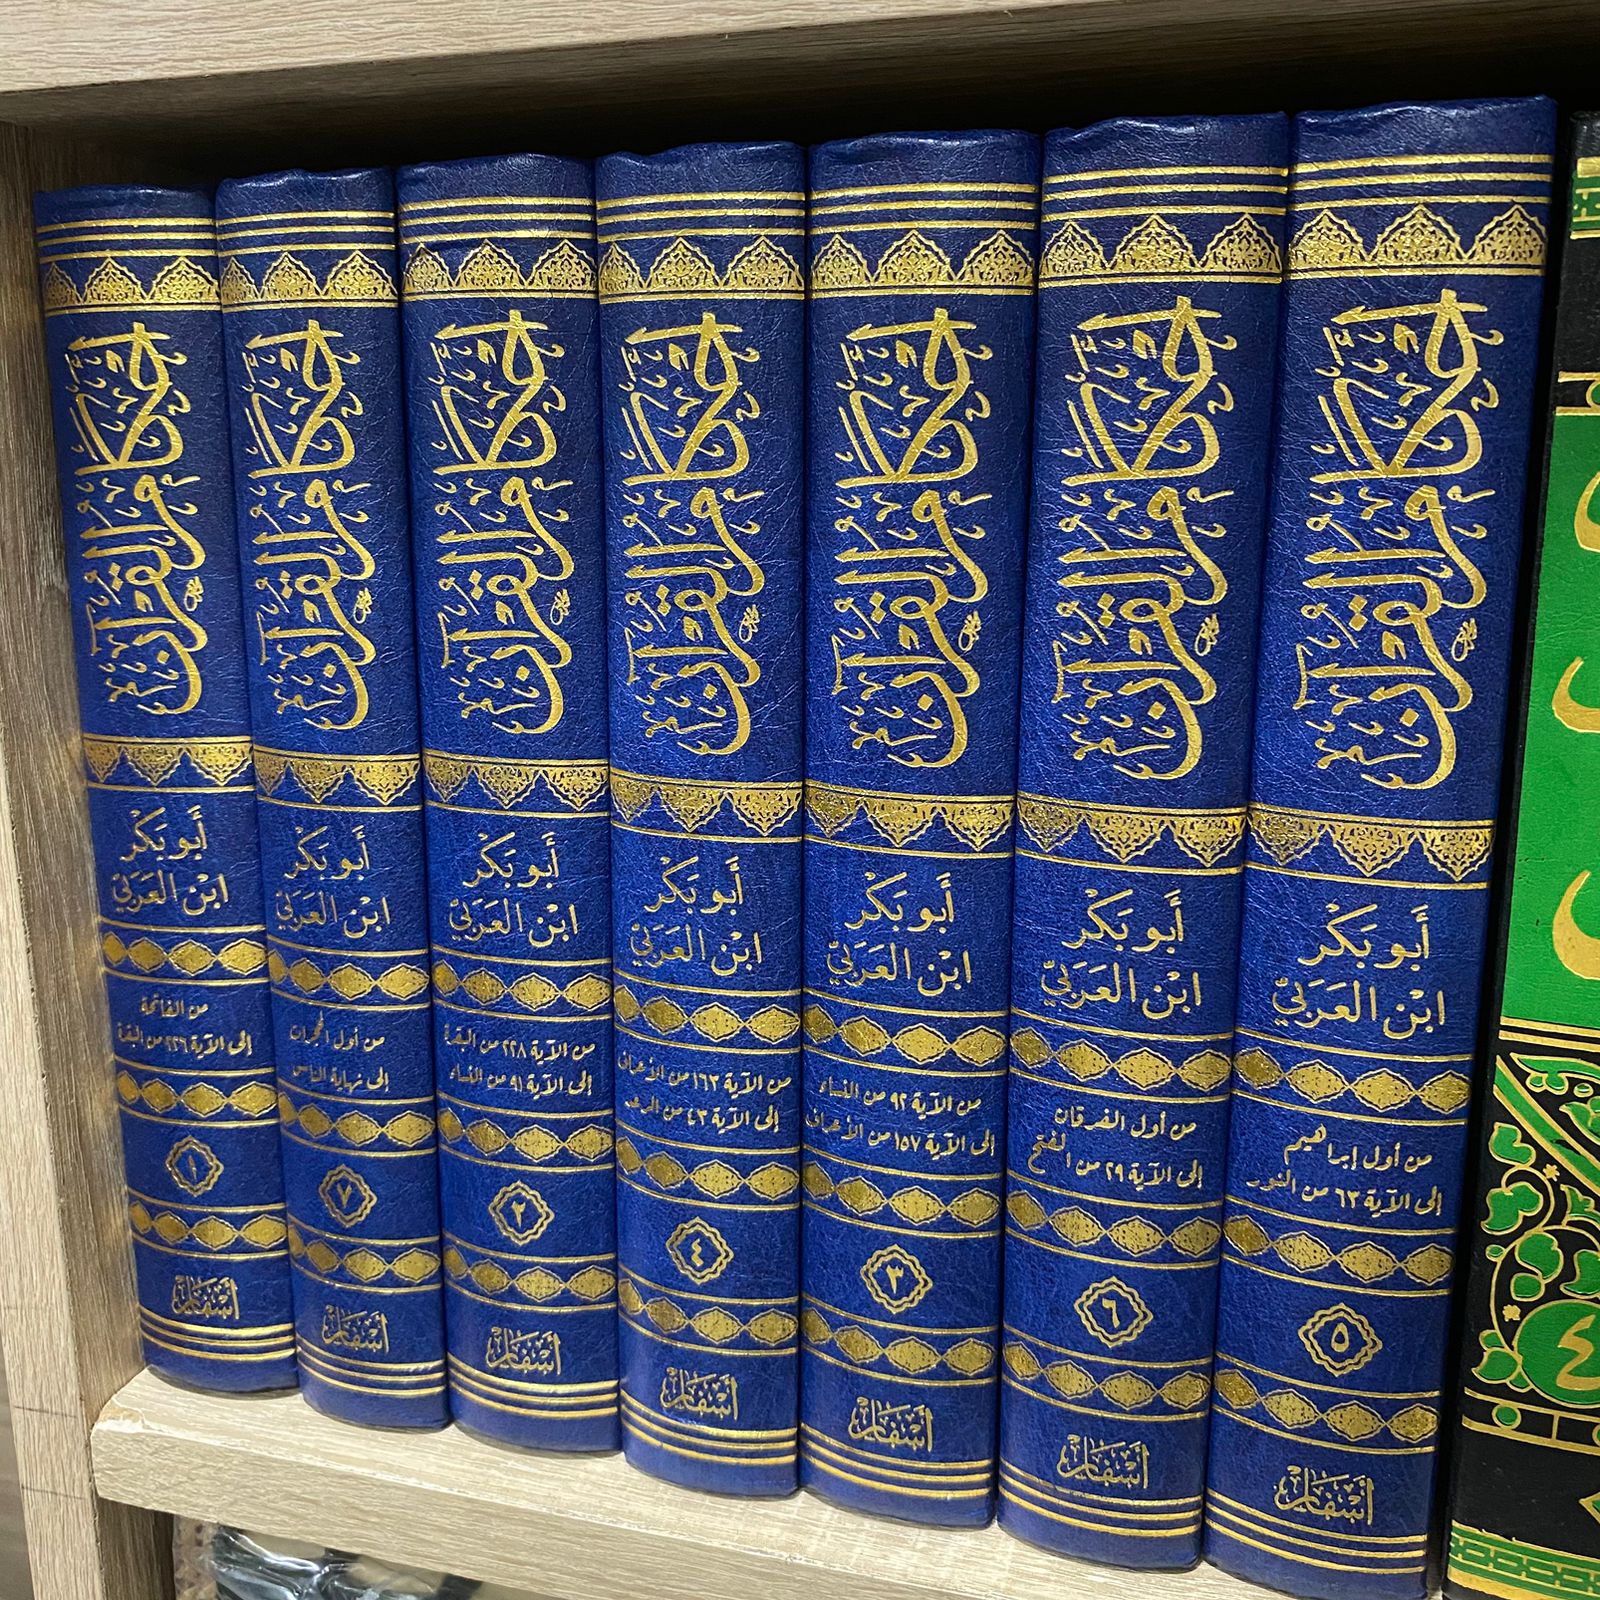 أحكام القرآن
أبو بكر
ابن العربي
من الفاتحة
إلى الآية ٢٢٦ من البقرة
١
أسفار
أحكام القرآن
أبو بكر
ابن العربي
من أول الحجرات
إلى نهاية الناس
٧
أسفار
أحكام القرآن
أبو بكر
ابن العربي
من الآية ٢٢٨ من البقرة
إلى الآية ٩١ من النساء
٢
أسفار
أحكام القرآن
أبو بكر
ابن العربي
من الآية ١٦٣ من الأعراف
إلى الآية ٤٣ من الرعد
٤
أسفار
أحكام القرآن
أبو بكر
ابن العربي
من الآية ٩٢ من النساء
إلى الآية ١٥٧ من الأعراف
٣
أسفار
أحكام القرآن
أبو بكر
ابن العربي
من أول الفرقان
إلى الآية ٢٩ من الفتح
٦
أسفار
أحكام القرآن
أبو بكر
ابن العربي
من أول إبراهيم
إلى الآية ٦٣ من النور
٥
أسفار
٤